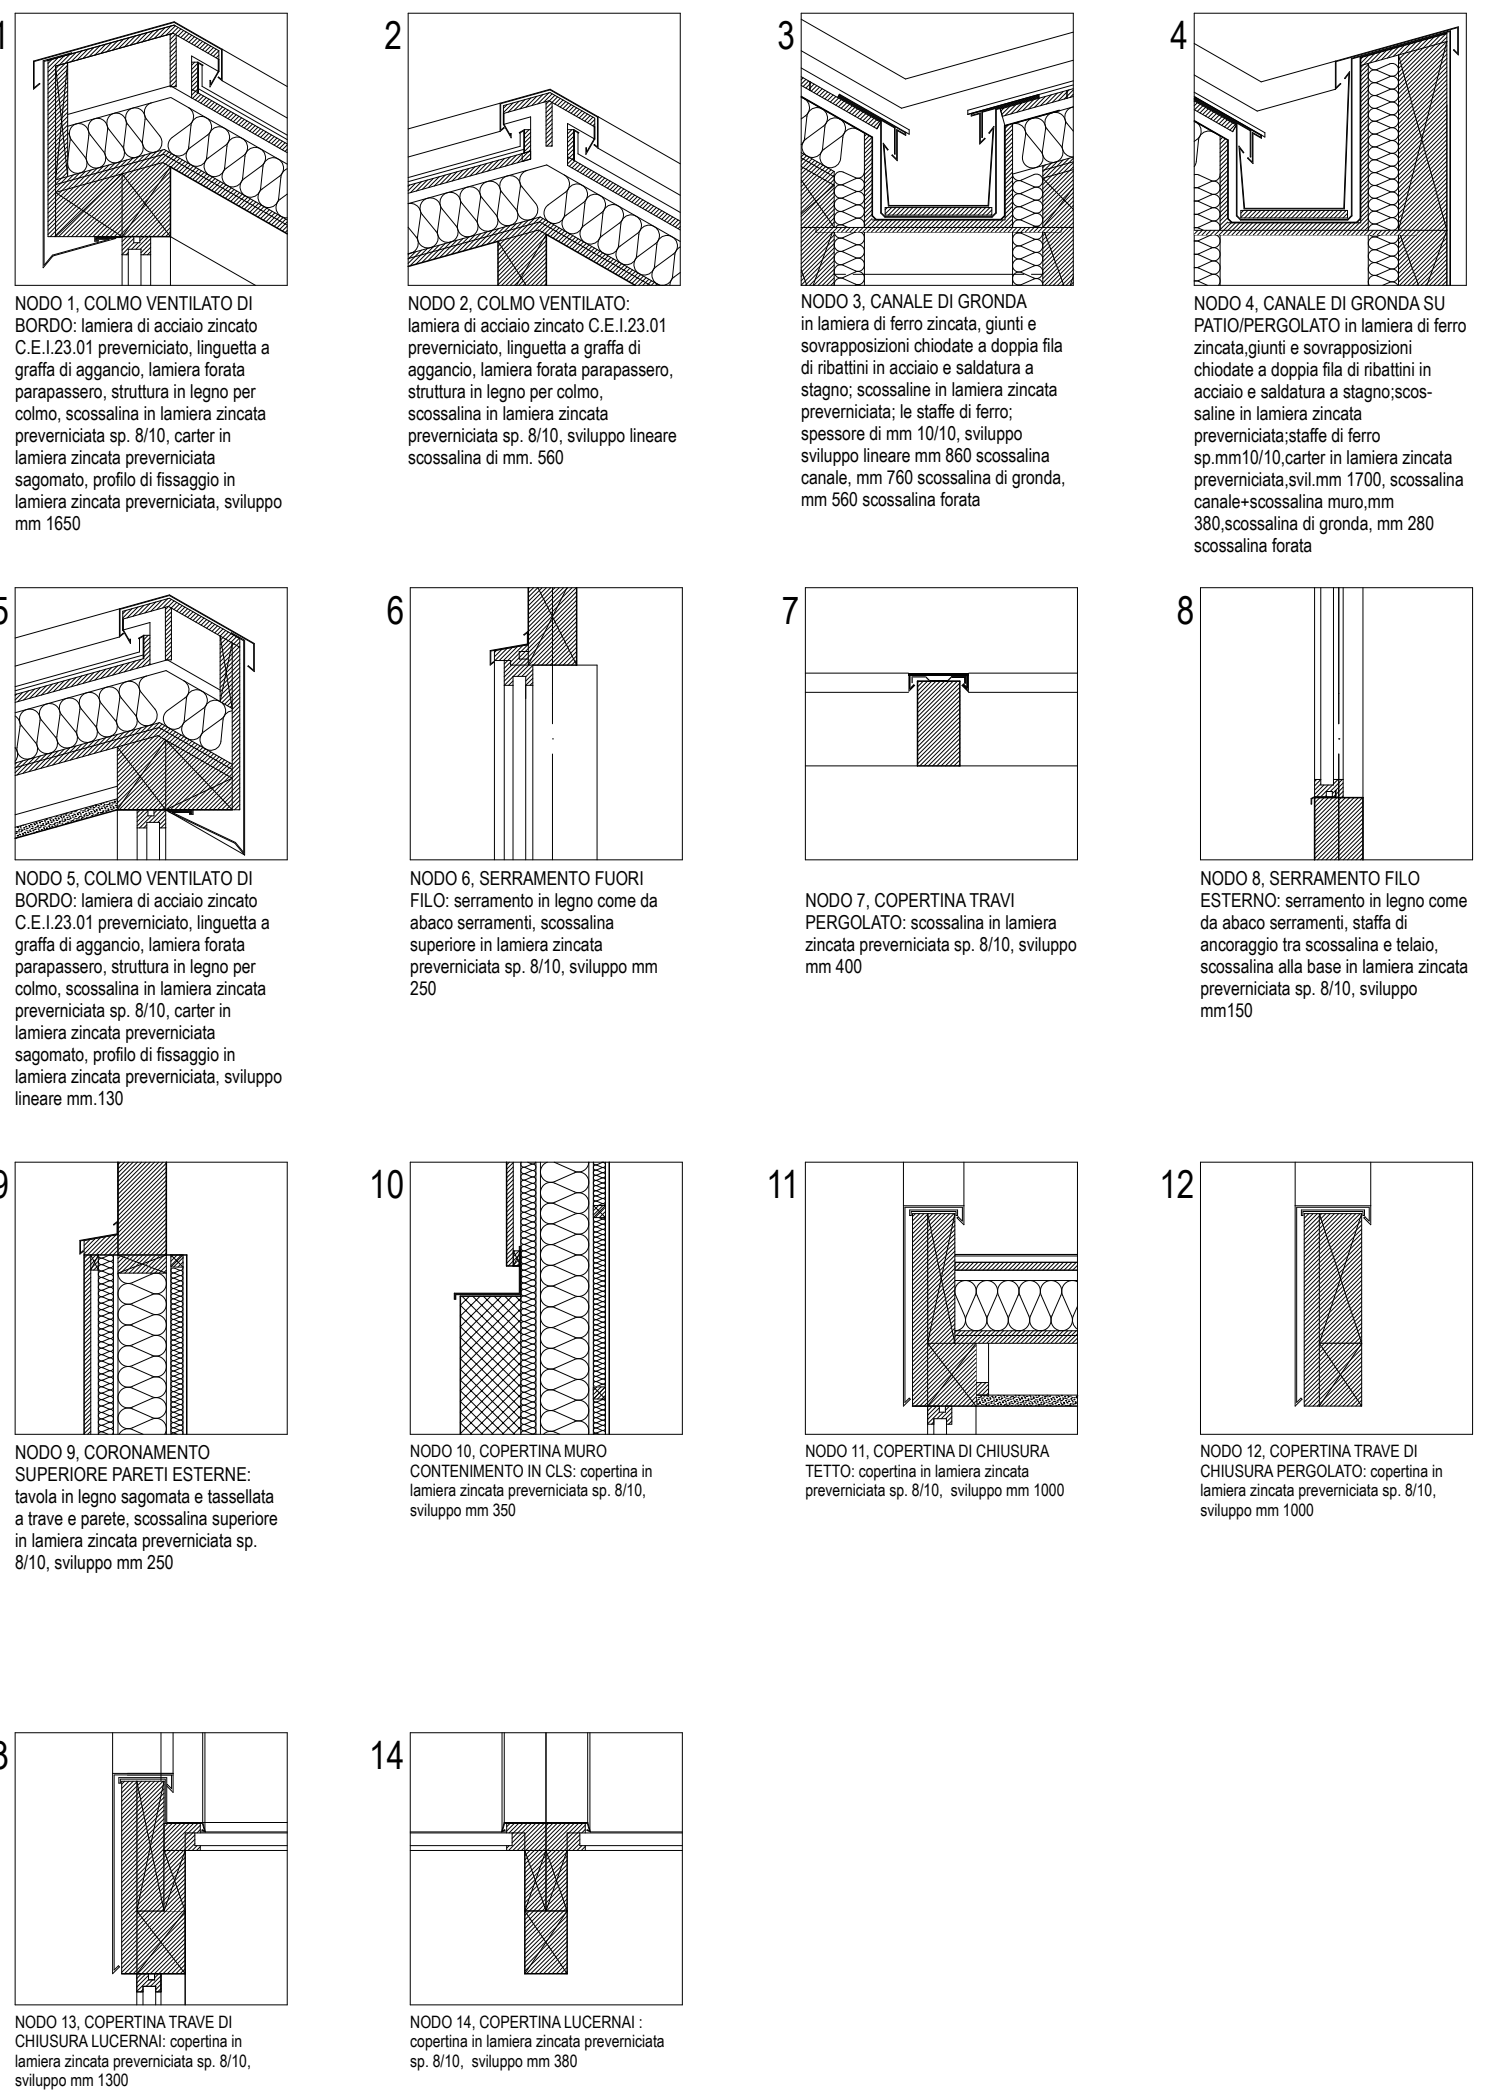 1
NODO 1, COLMO VENTILATO DI
BORDO: lamiera di acciaio zincato
C.E.I.23.01 preverniciato, linguetta a
graffa di aggancio, lamiera forata
parapassero, struttura in legno per
colmo, scossalina in lamiera zincata
preverniciata sp. 8/10, carter in
lamiera zincata preverniciata
sagomato, profilo di fissaggio in
lamiera zincata preverniciata, sviluppo
mm 1650
2
NODO 2, COLMO VENTILATO:
lamiera di acciaio zincato C.E.I.23.01
preverniciato, linguetta a graffa di
aggancio, lamiera forata parapassero,
struttura in legno per colmo,
scossalina in lamiera zincata
preverniciata sp. 8/10, sviluppo lineare
scossalina di mm. 560
3
NODO 3, CANALE DI GRONDA
in lamiera di ferro zincata, giunti e
sovrapposizioni chiodate a doppia fila
di ribattini in acciaio e saldatura a
stagno; scossaline in lamiera zincata
preverniciata; le staffe di ferro;
spessore di mm 10/10, sviluppo
sviluppo lineare mm 860 scossalina
canale, mm 760 scossalina di gronda,
mm 560 scossalina forata
4
NODO 4, CANALE DI GRONDA SU
PATIO/PERGOLATO in lamiera di ferro
zincata,giunti e sovrapposizioni
chiodate a doppia fila di ribattini in
acciaio e saldatura a stagno;scos-
saline in lamiera zincata
preverniciata;staffe di ferro
sp.mm10/10,carter in lamiera zincata
preverniciata,svil.mm 1700, scossalina
canale+scossalina muro,mm
380,scossalina di gronda, mm 280
scossalina forata
5
NODO 5, COLMO VENTILATO DI
BORDO: lamiera di acciaio zincato
C.E.I.23.01 preverniciato, linguetta a
graffa di aggancio, lamiera forata
parapassero, struttura in legno per
colmo, scossalina in lamiera zincata
preverniciata sp. 8/10, carter in
lamiera zincata preverniciata
sagomato, profilo di fissaggio in
lamiera zincata preverniciata, sviluppo
lineare mm.130
6
NODO 6, SERRAMENTO FUORI
FILO: serramento in legno come da
abaco serramenti, scossalina
superiore in lamiera zincata
preverniciata sp. 8/10, sviluppo mm
250
7
NODO 7, COPERTINA TRAVI
PERGOLATO: scossalina in lamiera
zincata preverniciata sp. 8/10, sviluppo
mm 400
8
NODO 8, SERRAMENTO FILO
ESTERNO: serramento in legno come
da abaco serramenti, staffa di
ancoraggio tra scossalina e telaio,
scossalina alla base in lamiera zincata
preverniciata sp. 8/10, sviluppo
mm150
9
NODO 9, CORONAMENTO
SUPERIORE PARETI ESTERNE:
tavola in legno sagomata e tassellata
a trave e parete, scossalina superiore
in lamiera zincata preverniciata sp.
8/10, sviluppo mm 250
10
NODO 10, COPERTINA MURO
CONTENIMENTO IN CLS: copertina in
lamiera zincata preverniciata sp. 8/10,
sviluppo mm 350
11
NODO 11, COPERTINA DI CHIUSURA
TETTO: copertina in lamiera zincata
preverniciata sp. 8/10, sviluppo mm 1000
12
NODO 12, COPERTINA TRAVE DI
CHIUSURA PERGOLATO: copertina in
lamiera zincata preverniciata sp. 8/10,
sviluppo mm 1000
3
NODO 13, COPERTINA TRAVE DI
CHIUSURA LUCERNAI: copertina in
lamiera zincata preverniciata sp. 8/10,
sviluppo mm 1300
14
NODO 14, COPERTINA LUCERNAI :
copertina in lamiera zincata preverniciata
sp. 8/10, sviluppo mm 380